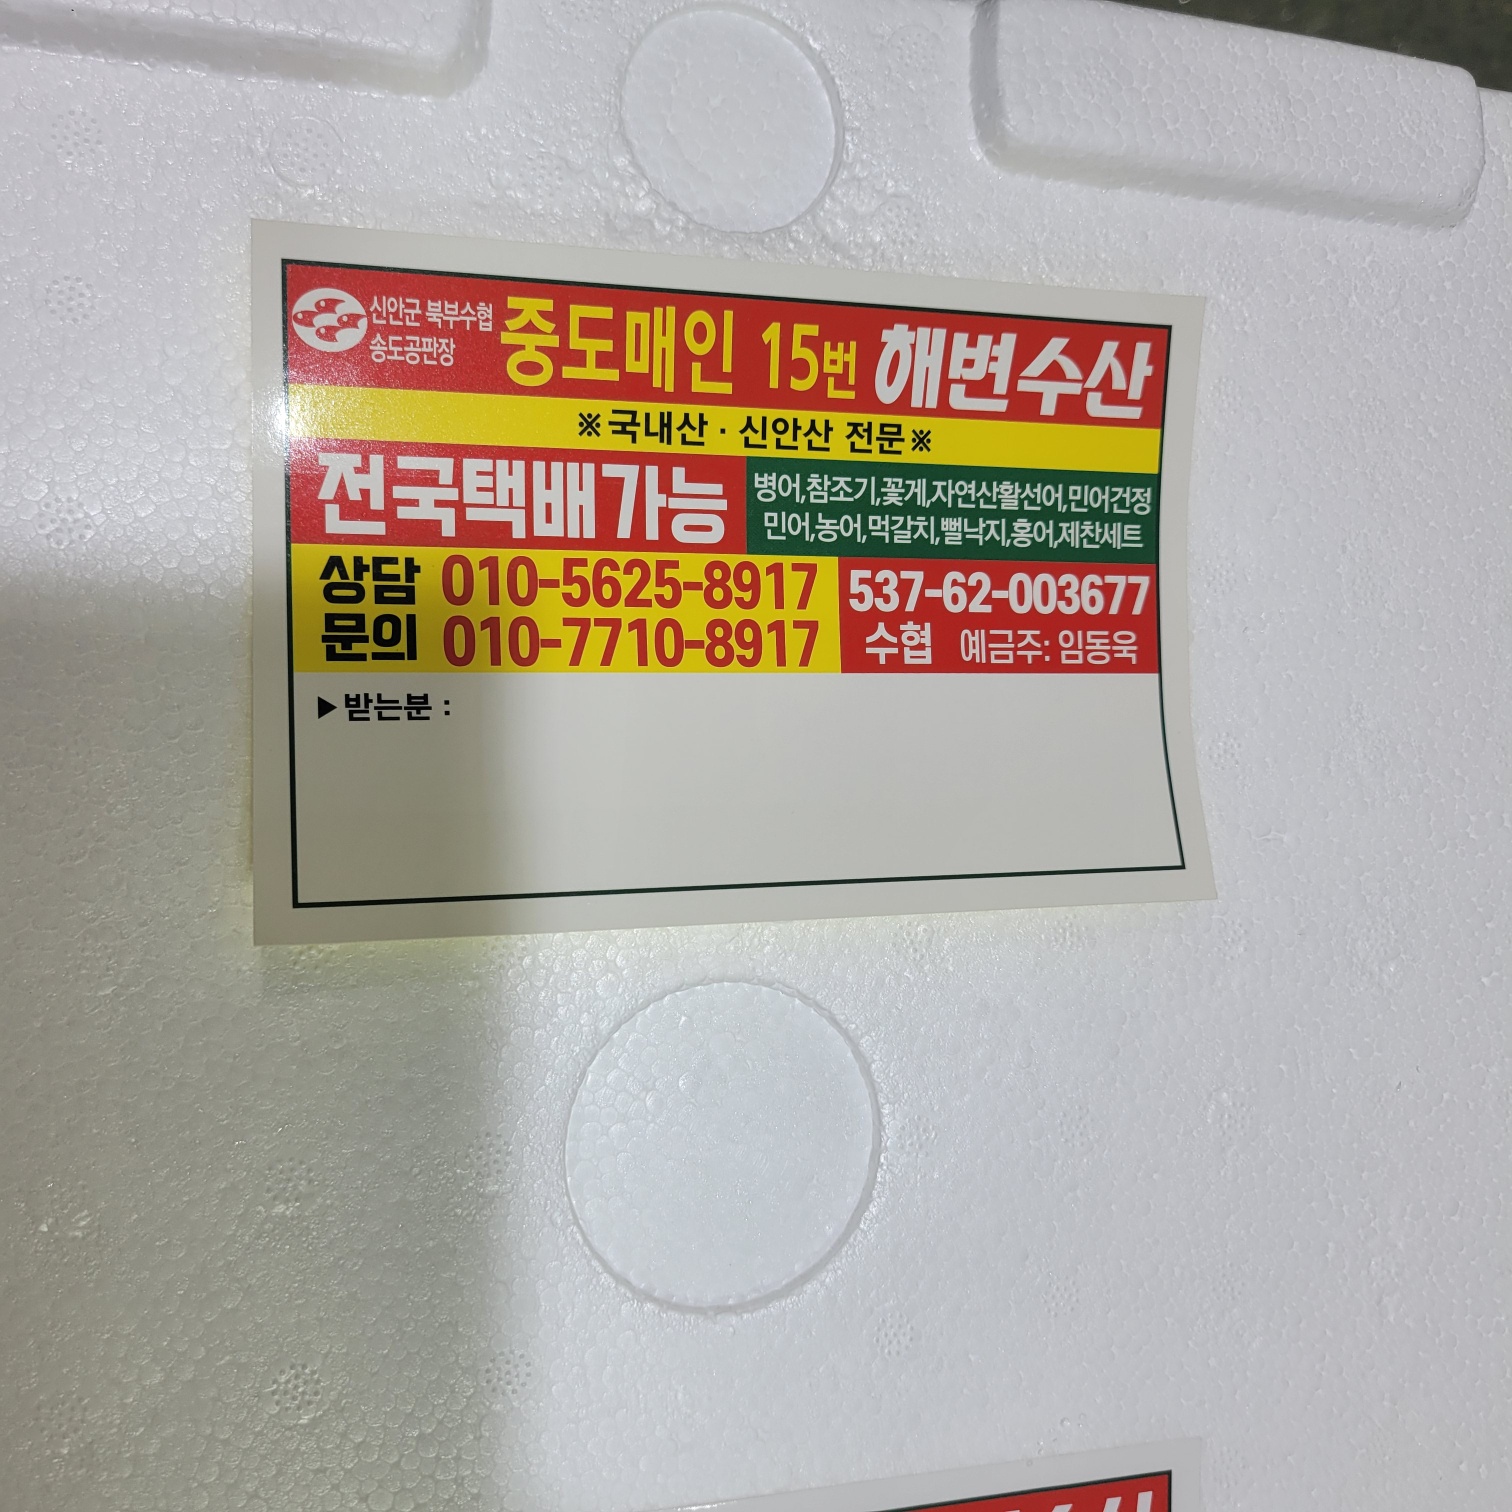 신안군 북부수협
송도공판장
중도매인 15번 해변수산
※국내산 · 신안산 전문※
전국택배가능
병어,참조기,꽃게,자연산활선어,민어건정
민어,농어,먹갈치,뻘낙지,홍어,제찬세트
상담 010-5625-8917
문의 010-7710-8917
537-62-003677
수협 예금주: 임동욱
▶받는분 :